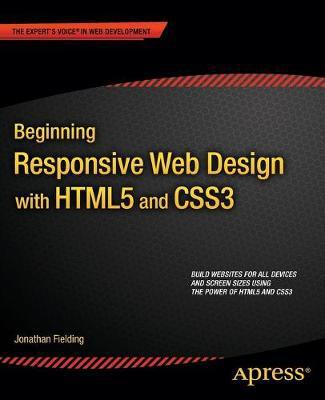 THE EXPERT'S VOICE® IN WEB DEVELOPMENT
Beginning
Responsive Web Design
with HTML5 and CSS3
BUILD WEBSITES FOR ALL DEVICES
AND SCREEN SIZES USING
THE POWER OF HTML5 AND CSS3
Jonathan Fielding
Apress®